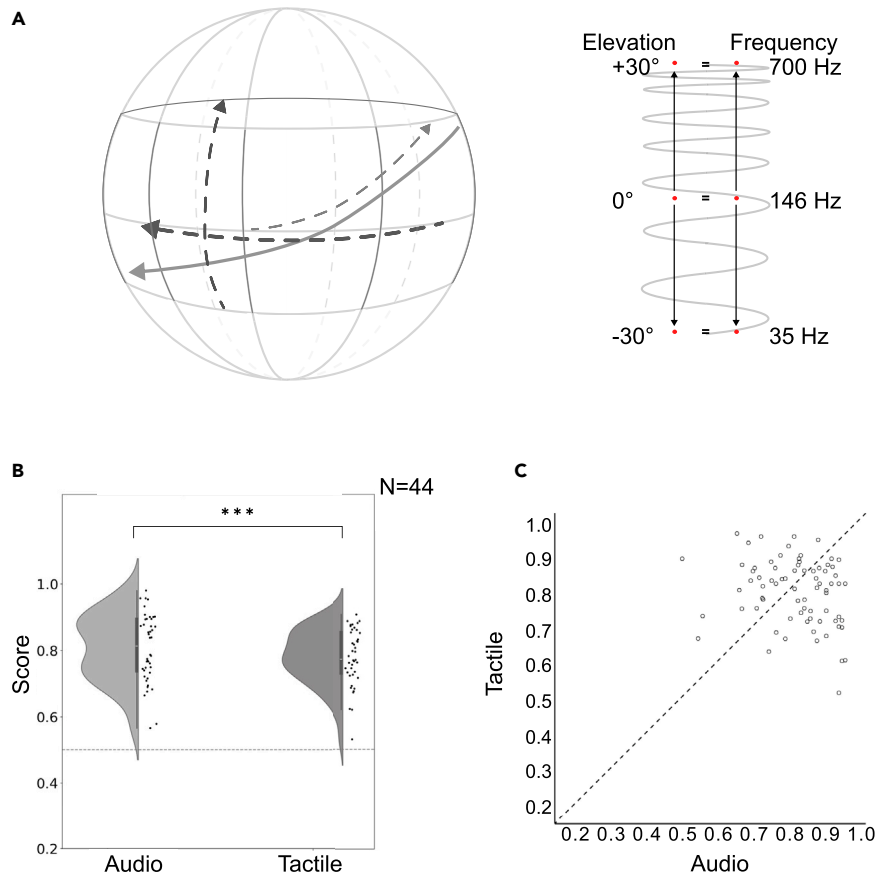 A
Elevation Frequency
+30° = 700 Hz
0° = 146 Hz
-30° = 35 Hz
B
N=44
***
1.0
0.8
0.6
0.4
0.2
Score
Audio Tactile
C
1.0
0.9
0.8
0.7
0.6
0.5
0.4
0.3
0.2
Tactile
0.2 0.3 0.4 0.5 0.6 0.7 0.8 0.9 1.0
Audio